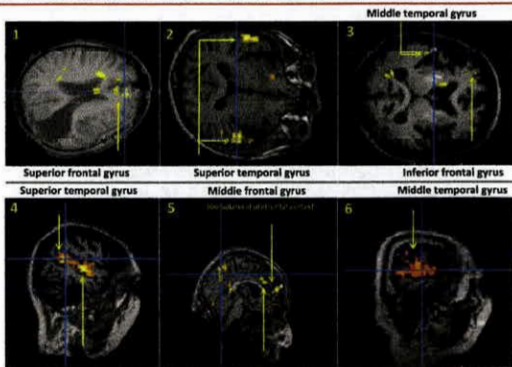 Middle temporal gyrus
1
2
3
Superior frontal gyrus
Superior temporal gyrus
Inferior frontal gyrus
Superior temporal gyrus
Middle frontal gyrus
Middle temporal gyrus
4
5
6